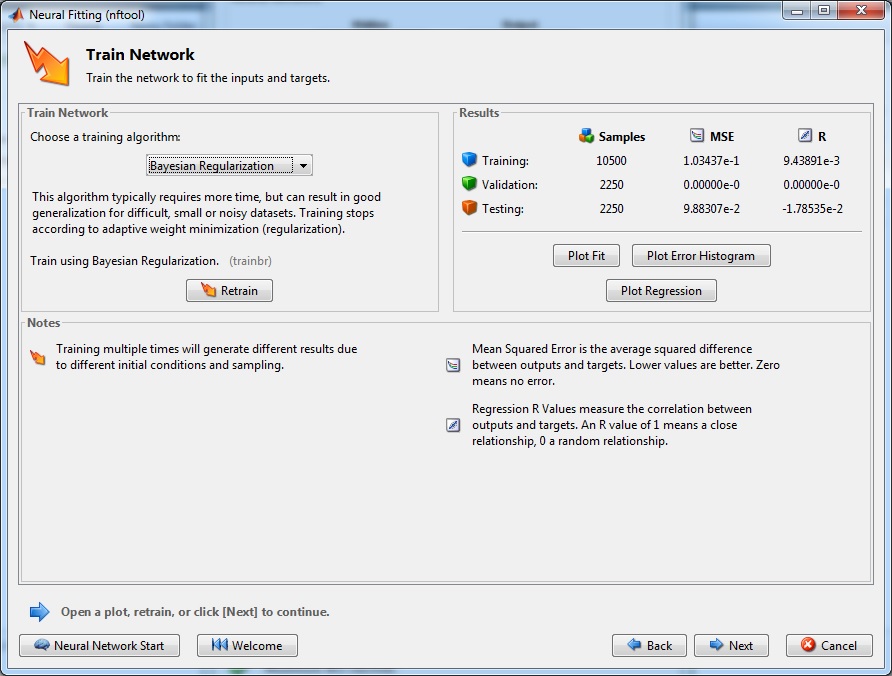 Neural Fitting (nftool)
Train Network
Train the network to fit the inputs and targets.
Train Network
Choose a training algorithm:
Bayesian Regularization
This algorithm typically requires more time, but can result in good
generalization for difficult, small or noisy datasets. Training stops
according to adaptive weight minimization (regularization).
Train using Bayesian Regularization. (trainbr)
Retrain
Results
Samples MSE R
Training: 10500 1.03437e-1 9.43891e-3
Validation: 2250 0.00000e-0 0.00000e-0
Testing: 2250 9.88307e-2 -1.78535e-2
Plot Fit Plot Error Histogram
Plot Regression
Notes
Training multiple times will generate different results due
to different initial conditions and sampling.
Mean Squared Error is the average squared difference
between outputs and targets. Lower values are better. Zero
means no error.
Regression R Values measure the correlation between
outputs and targets. An R value of 1 means a close
relationship, 0 a random relationship.
Open a plot, retrain, or click [Next] to continue.
Neural Network Start Welcome Back Next Cancel